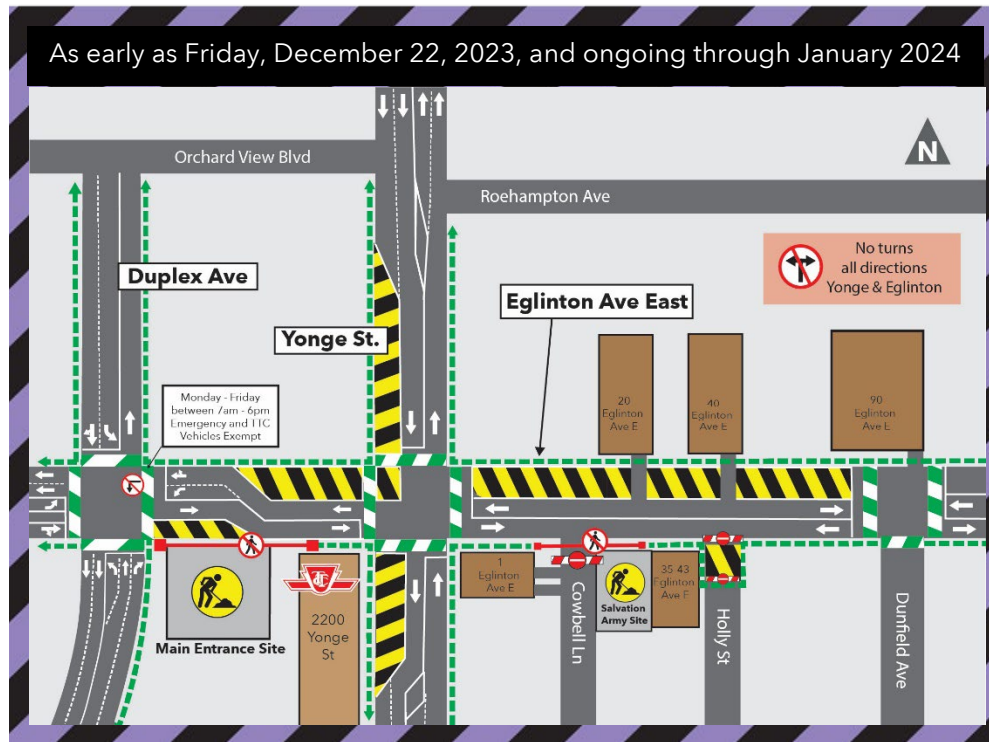 As early as Friday, December 22, 2023, and ongoing through January 2024
Orchard View Blvd
N
Roehampton Ave
No turns
all directions
Yonge & Eglinton
Duplex Ave
Eglinton Ave East
Yonge St.
Monday - Friday
between 7am - 6pm
Emergency and TTC
Vehicles Exempt
20
Eglinton
Ave E
40
Eglinton
Ave E
90
Eglinton
Ave E
1
Eglinton
Ave E
35-43
Eglinton
Ave E
TTC
2200
Yonge
St
Main Entrance Site
Cowbell Ln
Salvation
Army Site
Holly St
Dunfield Ave